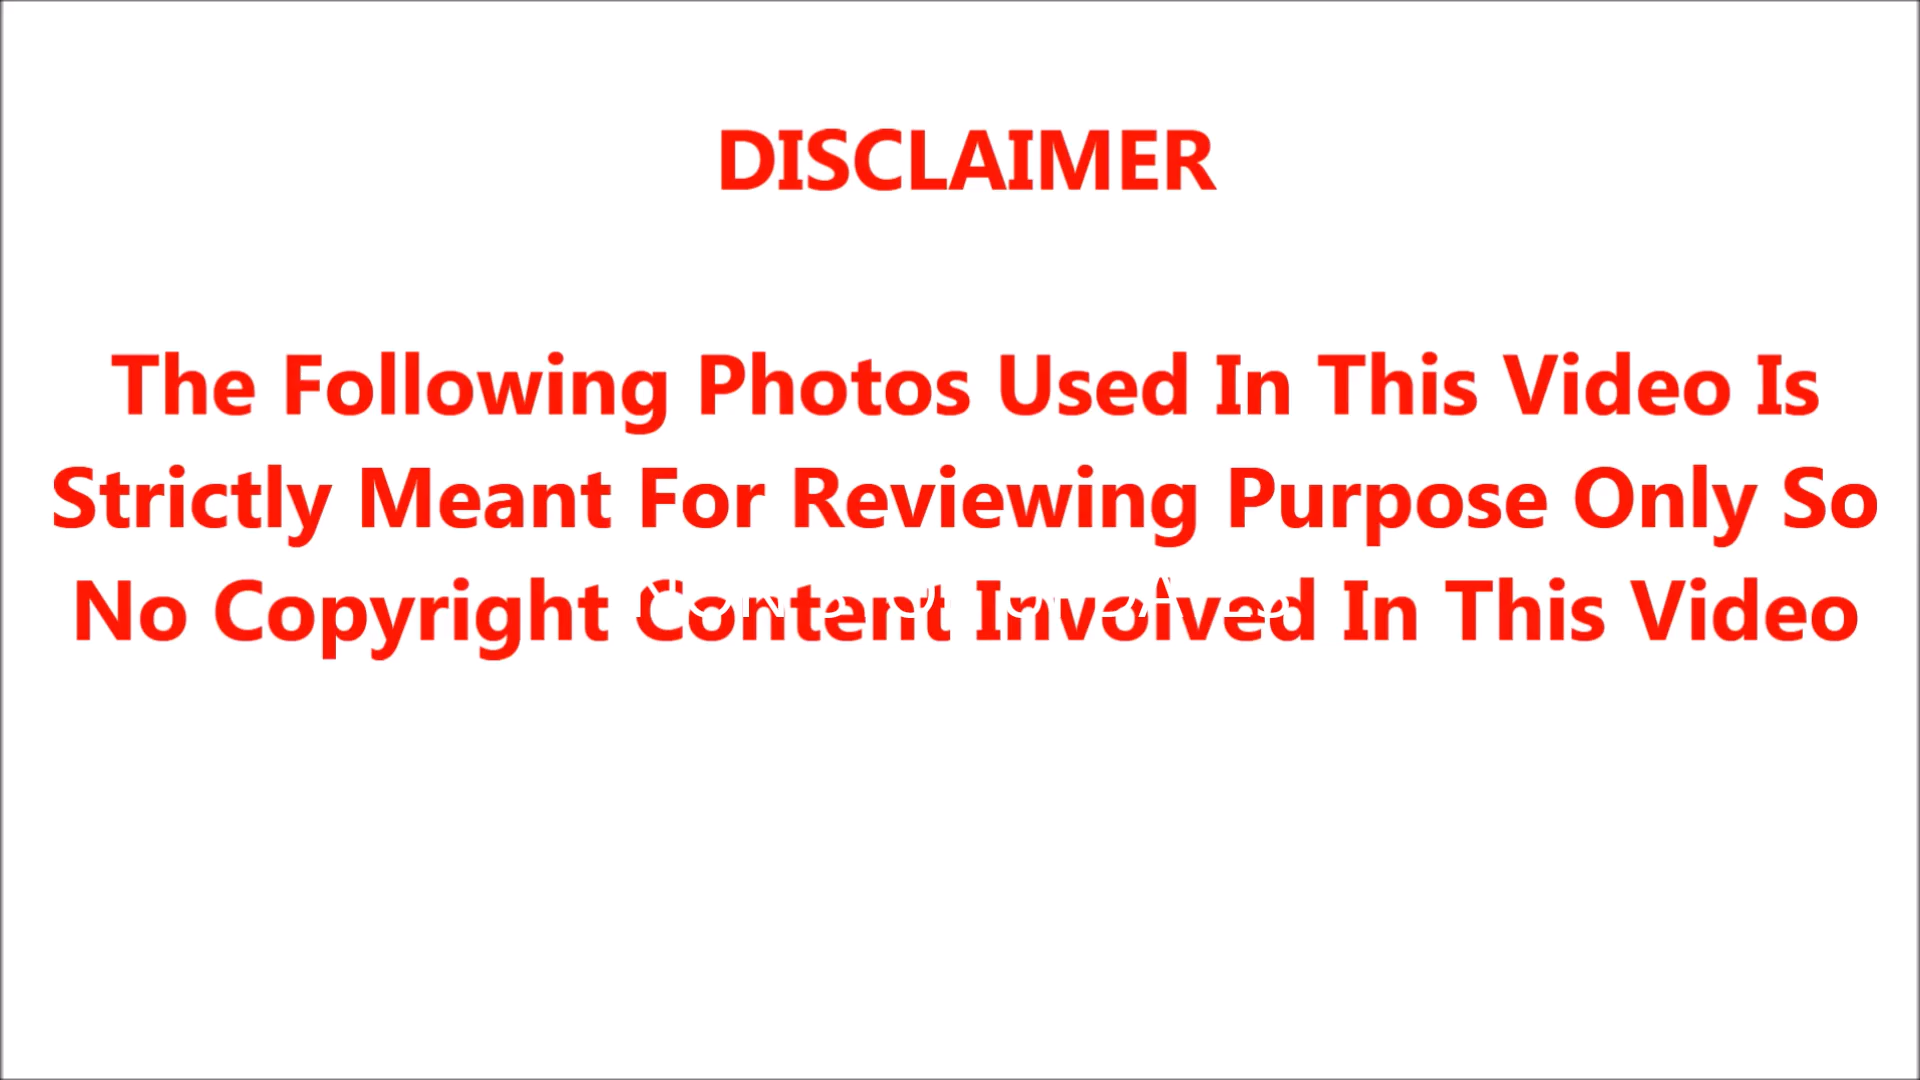 DISCLAIMER
The Following Photos Used In This Video Is
Strictly Meant For Reviewing Purpose Only So
No Copyright Content Involved In This Video